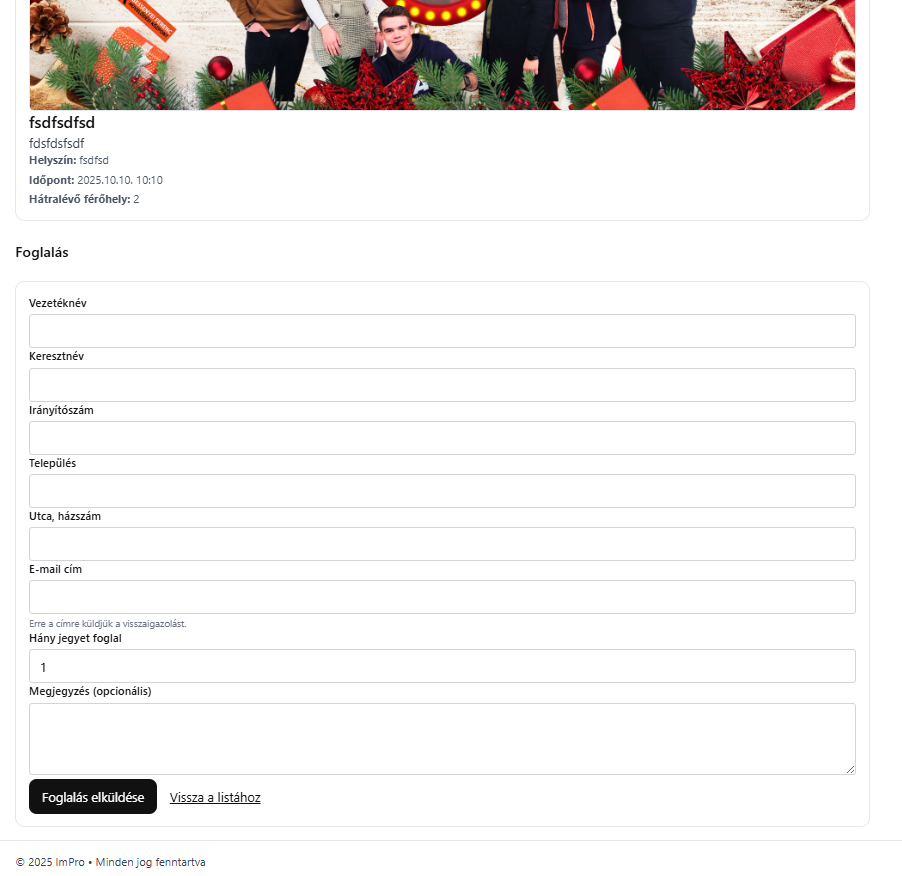 fsdfsdfsd
fdsfdsfsdf
Helyszín: fsdfsd
Időpont: 2025.10.10. 10:10
Hátralévő férőhely: 2
Foglalás
Vezetéknév
Keresztnév
Irányítószám
Település
Utca, házszám
E-mail cím
Erre a címre küldjük a visszaigazolást.
Hány jegyet foglal
1
Megjegyzés (opcionális)
Foglalás elküldése Vissza a listához
© 2025 ImPro • Minden jog fenntartva